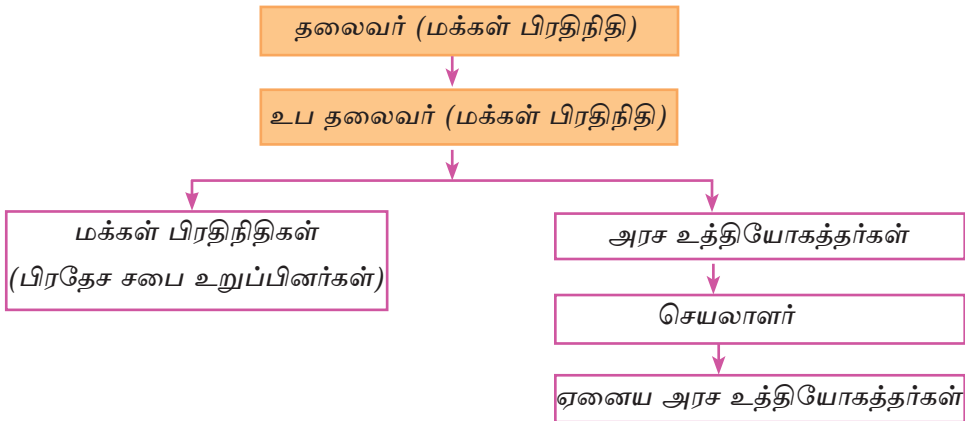 தலைவர் (மக்கள் பிரதிநிதி)
உப தலைவர் (மக்கள் பிரதிநிதி)
மக்கள் பிரதிநிதிகள்
(பிரதேச சபை உறுப்பினர்கள்)
அரச உத்தியோகத்தர்கள்
செயலாளர்
ஏனைய அரச உத்தியோகத்தர்கள்